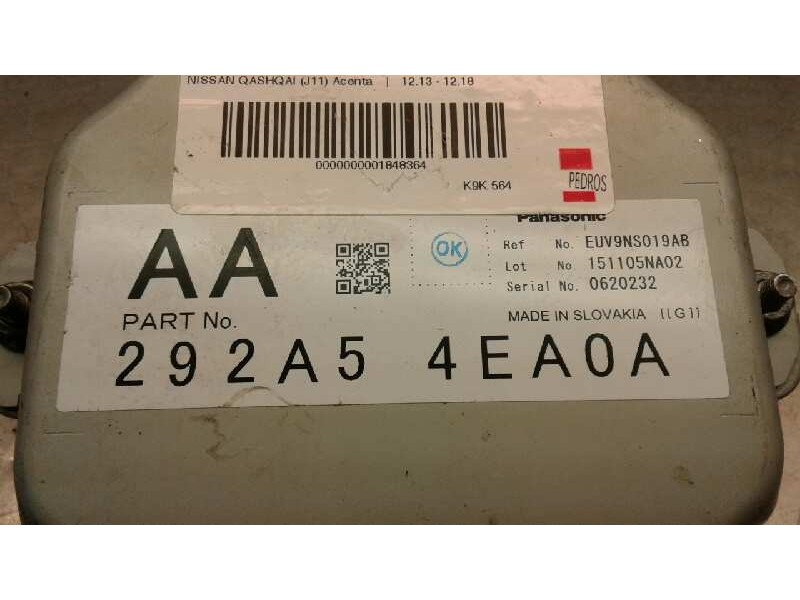 NISSAN QASHQAI (J11) Acenta | 12.13 - 12.18
0000000001848364
K9K 564
PEDROS
Panasonic
AA
OK
Ref No. EUV9NS019AB
Lot No. 151105NA02
Serial No. 0620232
PART No.
MADE IN SLOVAKIA [(G)]
292A5 4EA0A